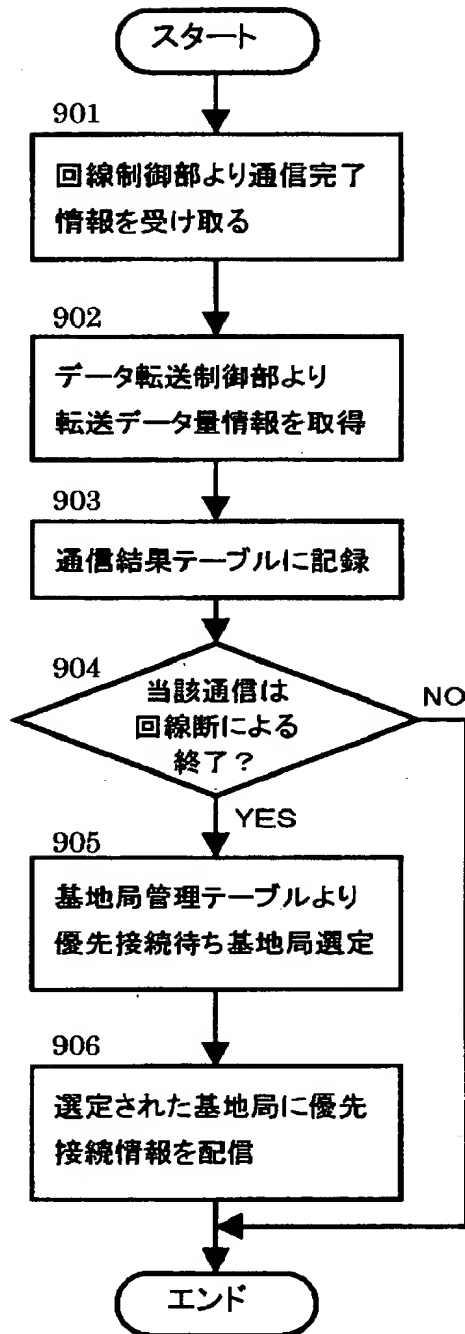 スタート
901
回線制御部より通信完了
情報を受け取る
902
データ転送制御部より
転送データ量情報を取得
903
通信結果テーブルに記録
904
当該通信は
回線断による
終了？
NO
YES
905
基地局管理テーブルより
優先接続待ち基地局選定
906
選定された基地局に優先
接続情報を配信
エンド